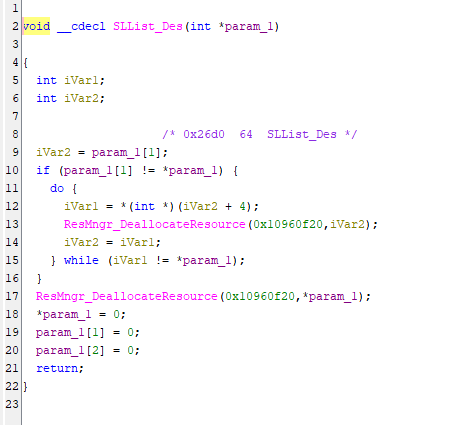 1
2 void __cdecl SLList_Des(int *param_1)
3
4 {
5 int iVar1;
6 int iVar2;
7
8 /* 0x26d0 64 SLList_Des */
9 iVar2 = param_1[1];
10 if (param_1[1] != *param_1) {
11 do {
12 iVar1 = *(int *)(iVar2 + 4);
13 ResMngr_DeallocateResource(0x10960f20,iVar2);
14 iVar2 = iVar1;
15 } while (iVar1 != *param_1);
16 }
17 ResMngr_DeallocateResource(0x10960f20,*param_1);
18 *param_1 = 0;
19 param_1[1] = 0;
20 param_1[2] = 0;
21 return;
22 }
23